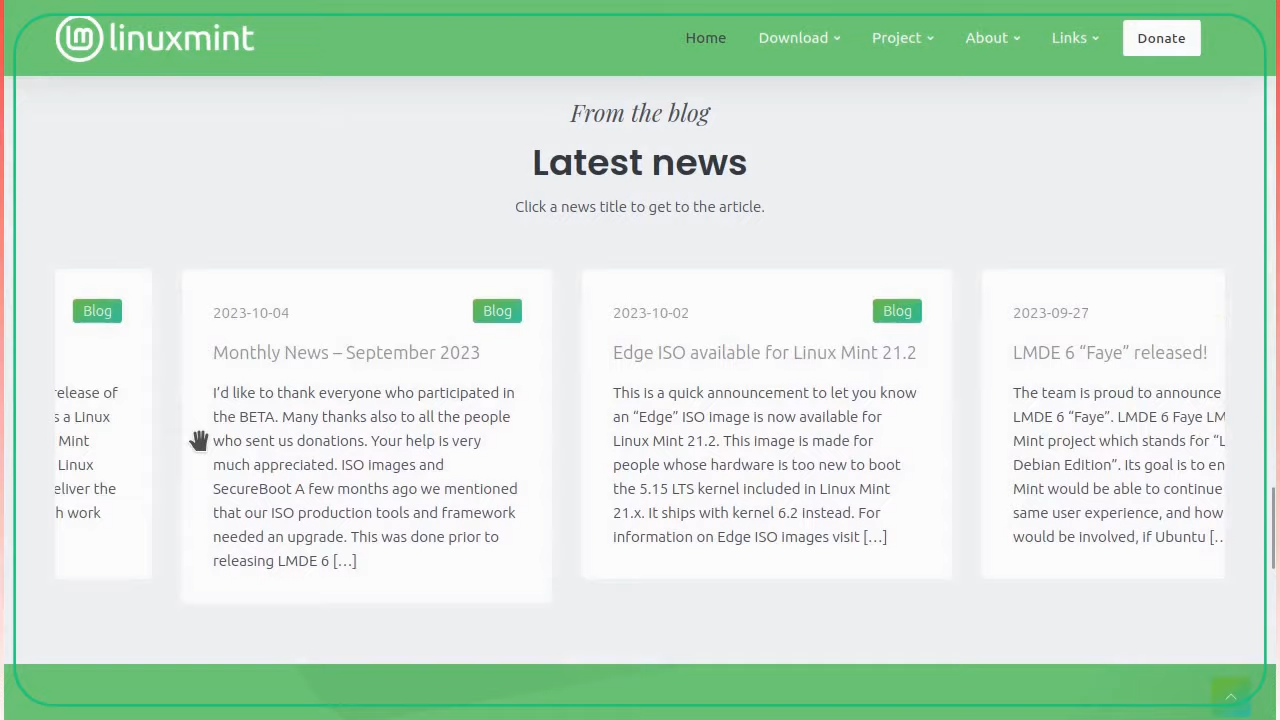 linuxmint
Home Download Project About Links Donate
From the blog
Latest news
Click a news title to get to the article.
Blog
elease of
s a Linux
Mint
Linux
eliver the
h work
2023-10-04 Blog
Monthly News – September 2023
I’d like to thank everyone who participated in
the BETA. Many thanks also to all the people
who sent us donations. Your help is very
much appreciated. ISO images and
SecureBoot A few months ago we mentioned
that our ISO production tools and framework
needed an upgrade. This was done prior to
releasing LMDE 6 […]
2023-10-02 Blog
Edge ISO available for Linux Mint 21.2
This is a quick announcement to let you know
an “Edge” ISO image is now available for
Linux Mint 21.2. This image is made for
people whose hardware is too new to boot
the 5.15 LTS kernel included in Linux Mint
21.x. It ships with kernel 6.2 instead. For
information on Edge ISO images visit […]
2023-09-27
LMDE 6 “Faye” released!
The team is proud to announce
LMDE 6 “Faye”. LMDE 6 Faye LM
Mint project which stands for “L
Debian Edition”. Its goal is to en
Mint would be able to continue
same user experience, and how
would be involved, if Ubuntu [..